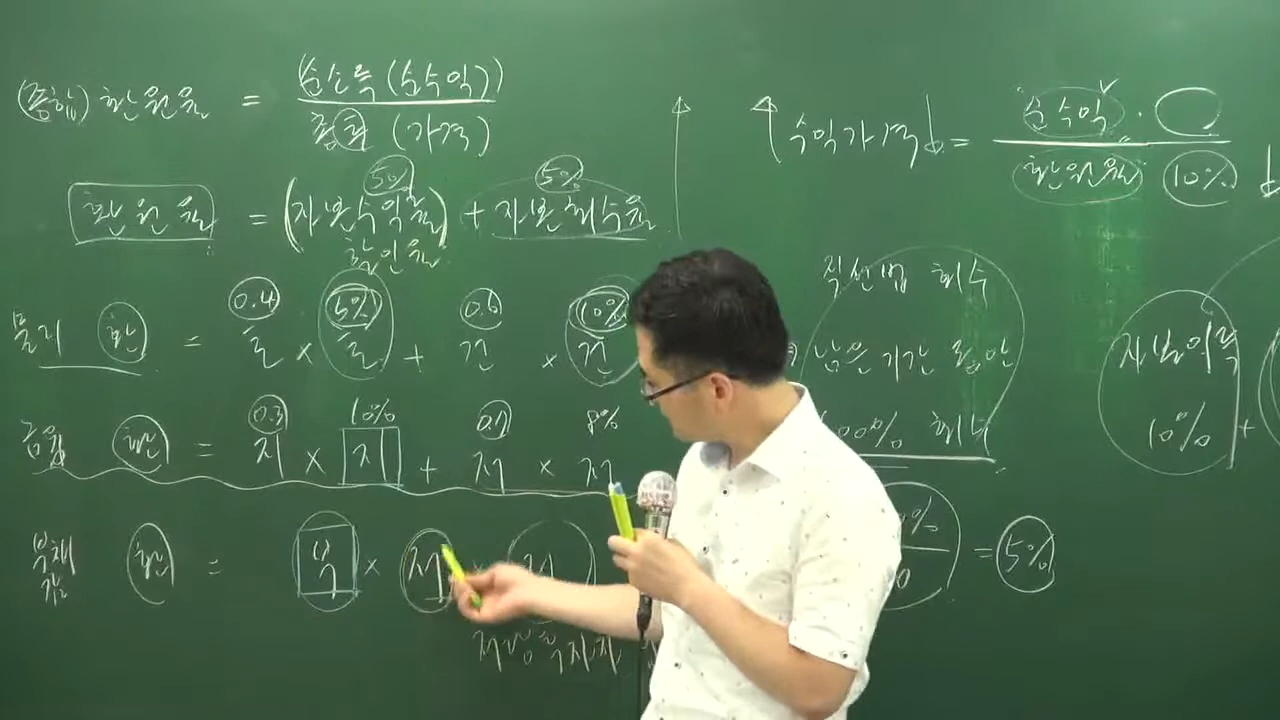 (종합) 환원율 = 순소득 (순수익) / 총투 (가격)
환원율 = (자본수익률) + 자본회수율
5% 5%
할인율
물리 환 = 토 × 토 + 건 × 건
0.4 5% 0.6 10%
금융 환 = 지 × 지 + 저 × 저
0.3 10% 0.7 8%
부채 감 환 = 부 × 저 ×
저당
수익가격 = 순수익 / 환원율 10%
직선법 회수
남은 기간 동안
100% 회수
= 5%
자본이득
10% +